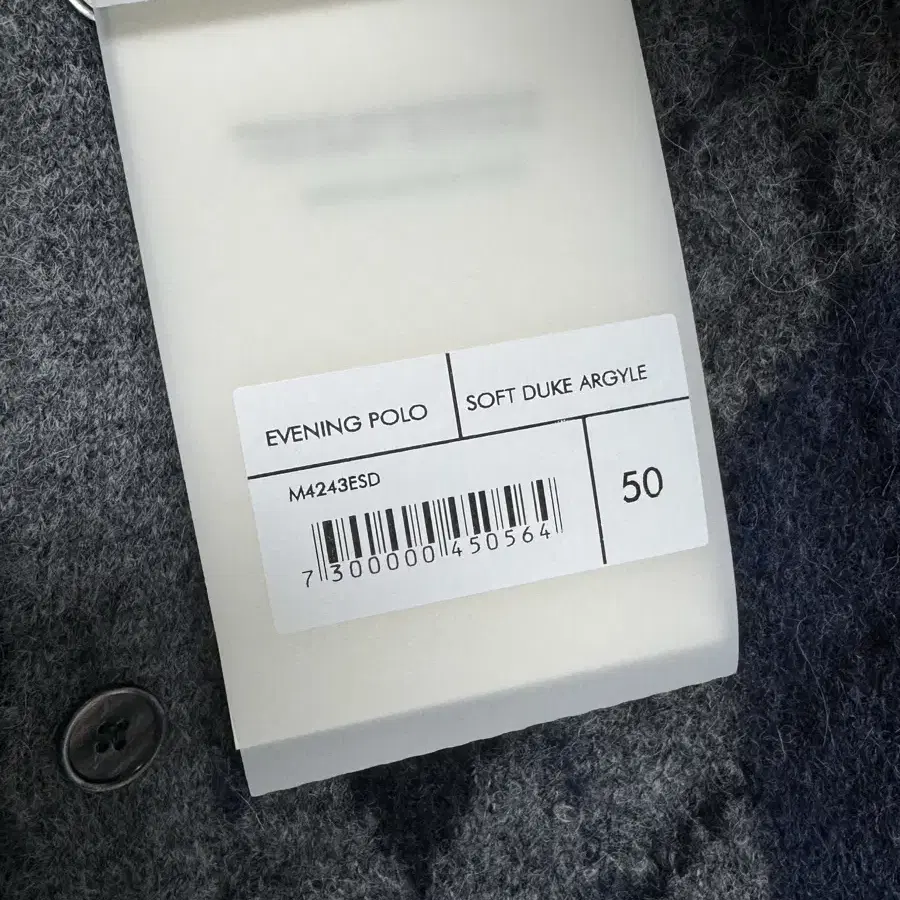 EVENING POLO
SOFT DUKE ARGYLE
M4243ESD
50
7 300000 450564